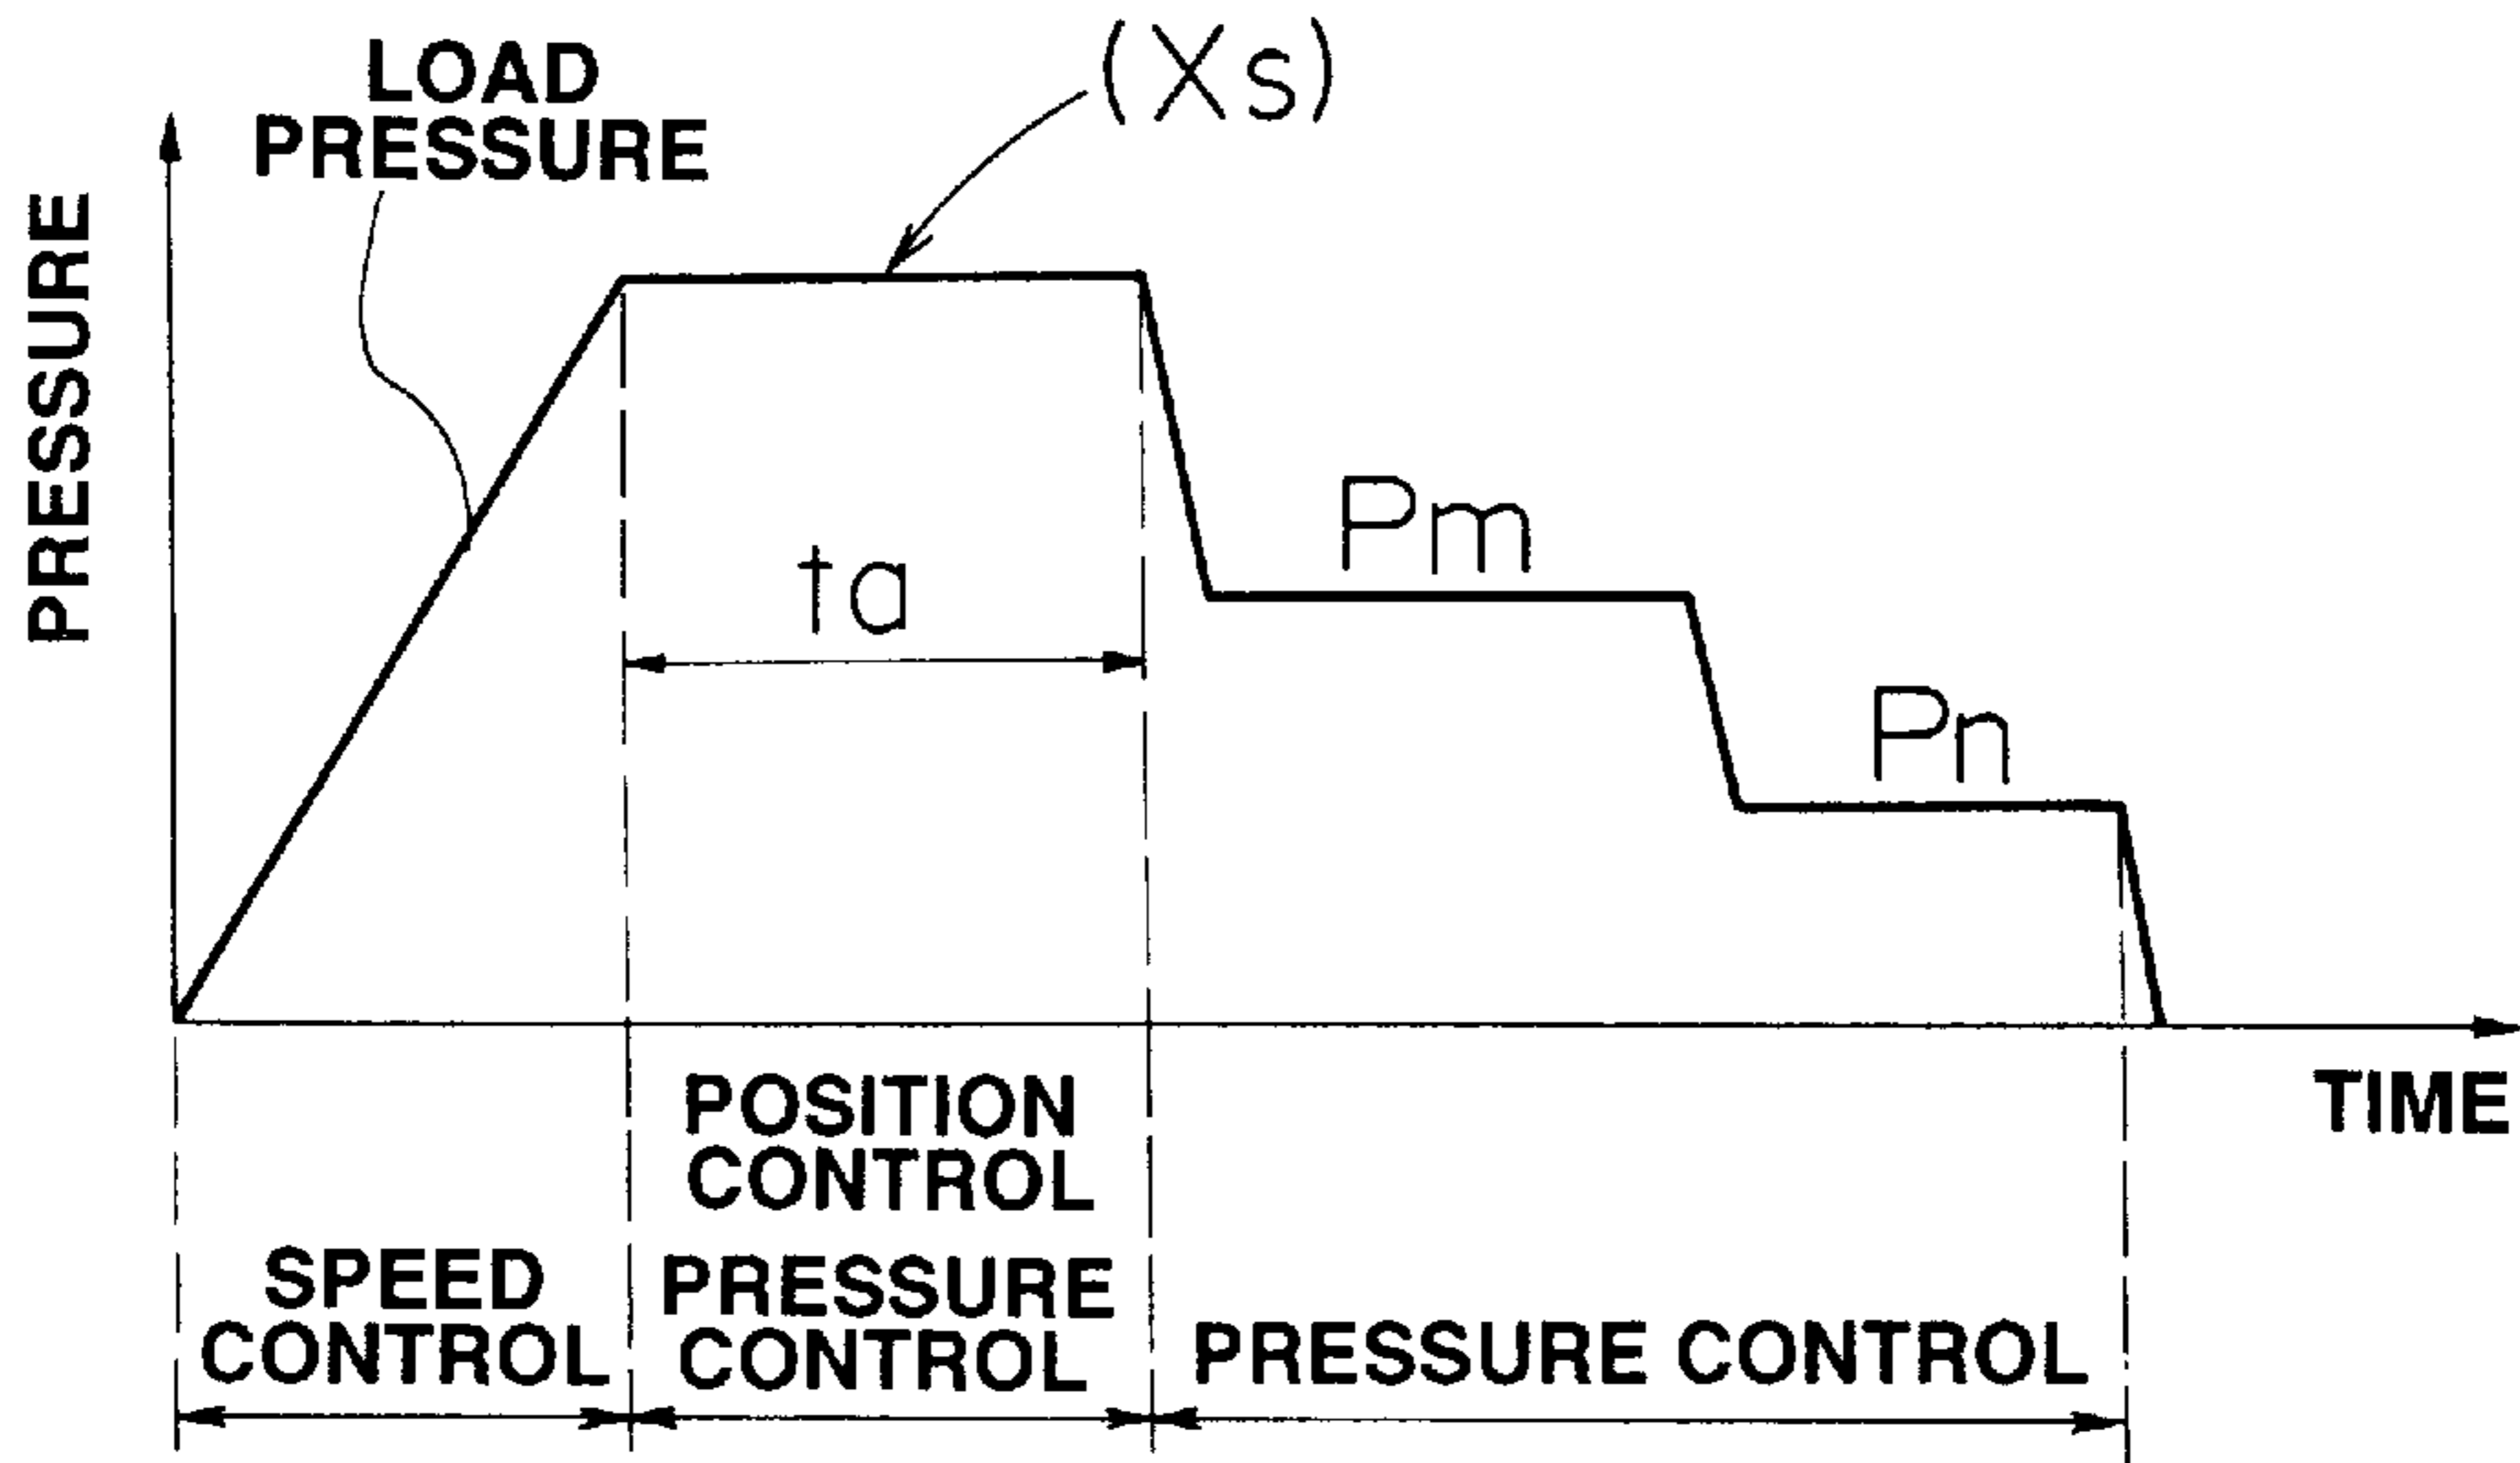 LOAD
PRESSURE
(Xs)
PRESSURE
ta
Pm
Pn
TIME
POSITION
CONTROL
SPEED
CONTROL
PRESSURE
CONTROL
PRESSURE CONTROL